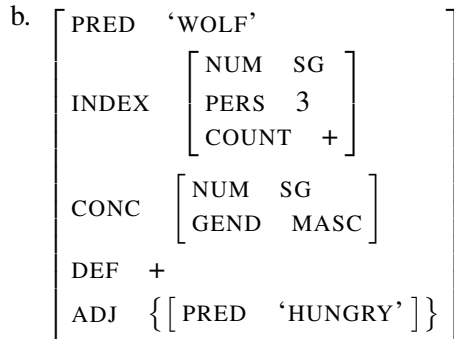 b. PRED ‘WOLF’
NUM SG
INDEX PERS 3
COUNT +
NUM SG
CONC
GEND MASC
DEF +
ADJ { [ PRED ‘HUNGRY’ ] }